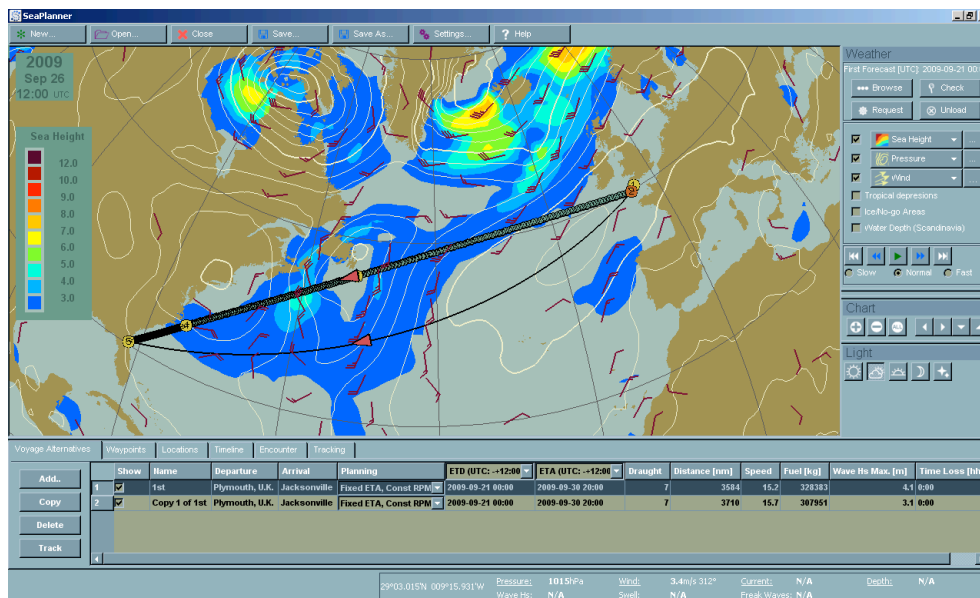 SeaPlanner
New... Open... Close Save... Save As... Settings... Help
2009
Sep 26
12:00 UTC
Sea Height
12.0
10.0
9.0
8.0
7.0
6.0
5.0
4.0
3.0
Weather
First Forecast [UTC]: 2009-09-21 00:
Browse Check
Request Unload
Sea Height
Pressure
Wind
Tropical depresions
Ice/No-go Areas
Water Depth (Scandinavia)
Slow Normal Fast
Chart
ALL
Light
Voyage Alternatives Waypoints Locations Timeline Encounter Tracking
Add..
Copy
Delete
Track
Show Name Departure Arrival Planning ETD (UTC: -+12:00 ETA (UTC: -+12:00 Draught Distance [nm] Speed Fuel [kg] Wave Hs Max. [m] Time Loss [hh
1 1st Plymouth, U.K. Jacksonville Fixed ETA, Const RPM 2009-09-21 00:00 2009-09-30 20:00 7 3584 15.2 328383 4.1 0:00
2 Copy 1 of 1st Plymouth, U.K. Jacksonville Fixed ETA, Const RPM 2009-09-21 00:00 2009-09-30 20:00 7 3710 15.7 307951 3.1 0:00
29°03.015'N 009°15.931'W Pressure: 1015hPa Wind: 3.4m/s 312° Current: N/A Depth: N/A
Wave Hs: N/A Swell: N/A Freak Waves: N/A